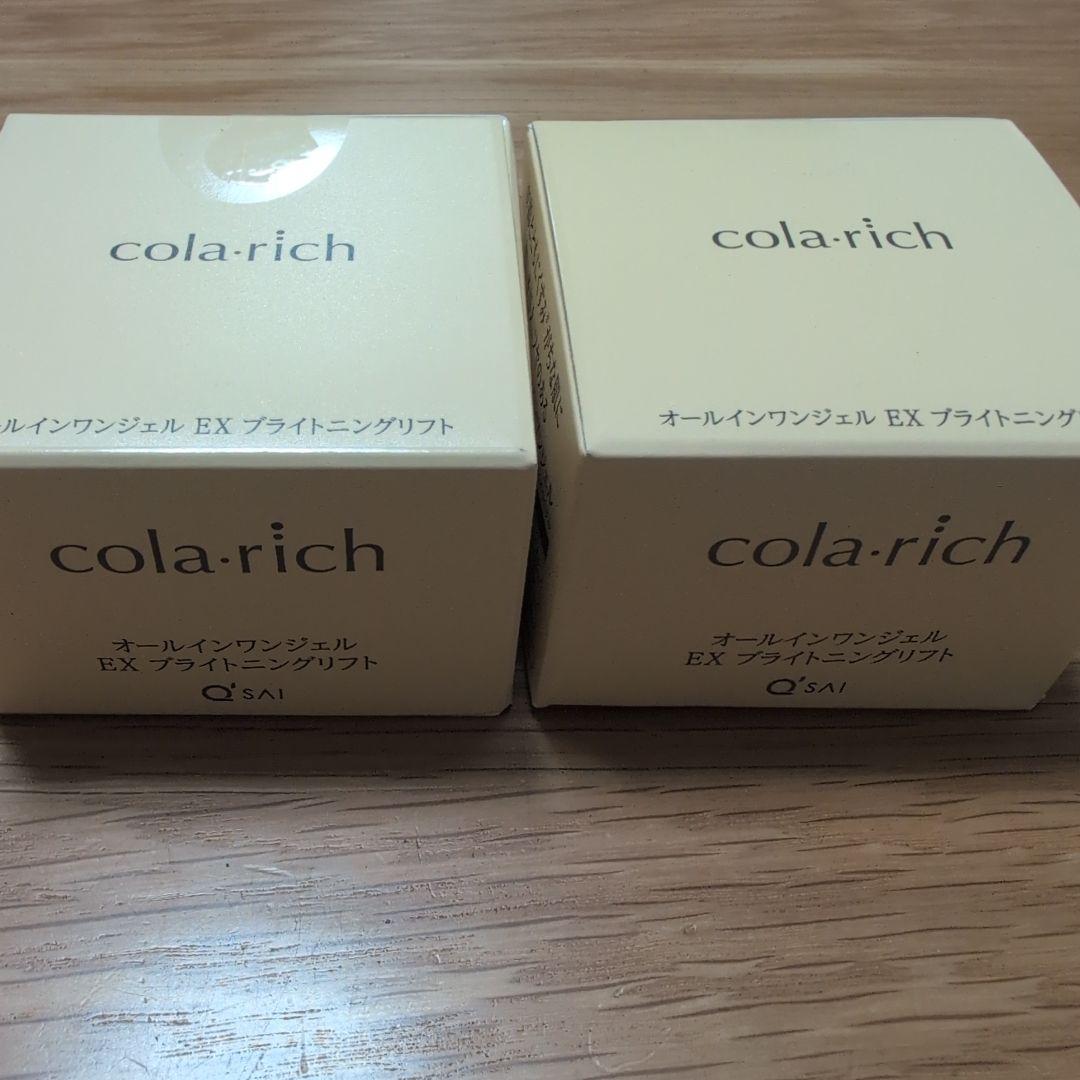 cola·rich
ールインワンジェル EX ブライトニングリフト
cola·rich
オールインワンジェル
EX ブライトニングリフト
Q'SAI
cola·rich
オールインワンジェル EX ブライトニング
cola·rich
オールインワンジェル
EX ブライトニングリフト
Q'SAI